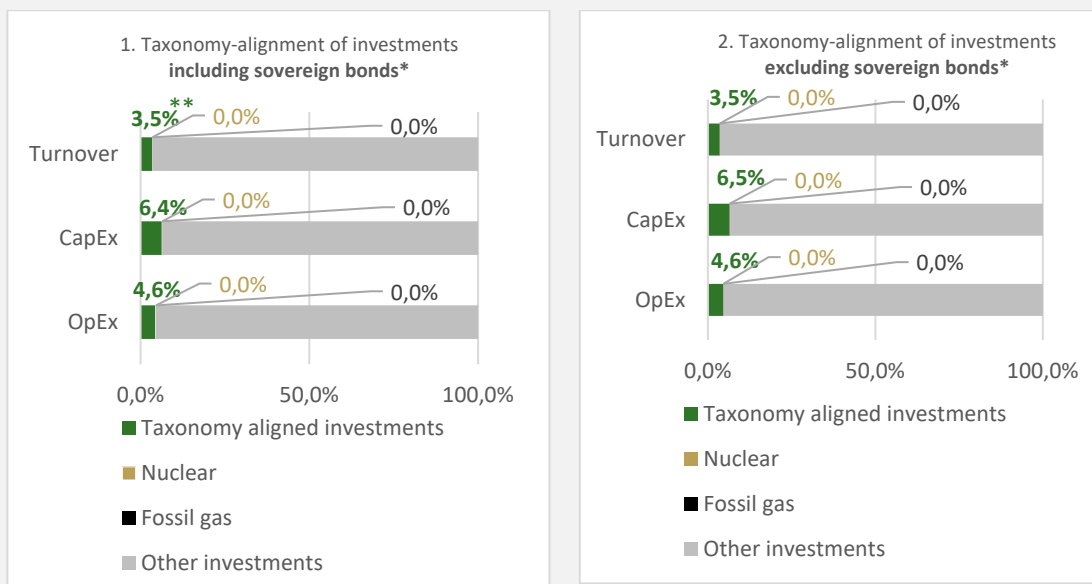 1. Taxonomy-alignment of investments
including sovereign bonds*
**
3,5% 0,0% 0,0%
Turnover
6,4% 0,0% 0,0%
CapEx
4,6% 0,0% 0,0%
OpEx
0,0% 50,0% 100,0%
Taxonomy aligned investments
Nuclear
Fossil gas
Other investments
2. Taxonomy-alignment of investments
excluding sovereign bonds*
3,5% 0,0% 0,0%
Turnover
6,5% 0,0% 0,0%
CapEx
4,6% 0,0% 0,0%
OpEx
0,0% 50,0% 100,0%
Taxonomy aligned investments
Nuclear
Fossil gas
Other investments